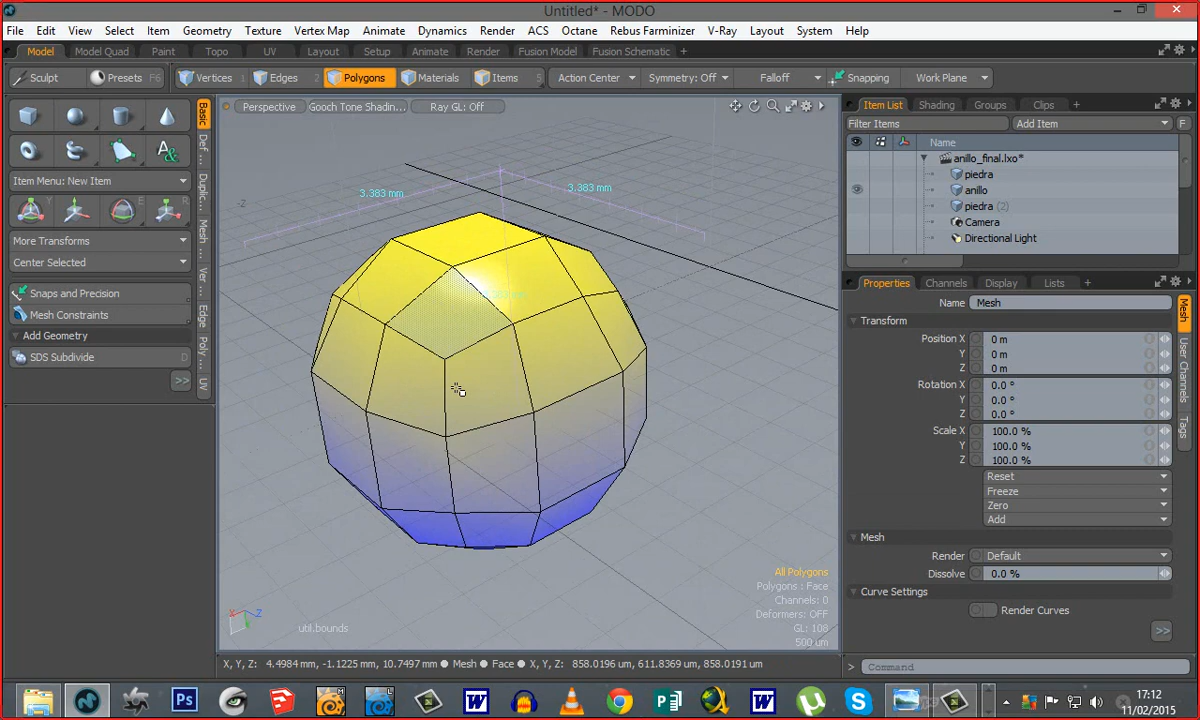 Untitled* - MODO
File Edit View Select Item Geometry Texture Vertex Map Animate Dynamics Render ACS Octane Rebus Farminizer V-Ray Layout System Help
Model Model Quad Paint Topo UV Layout Setup Animate Render Fusion Model Fusion Schematic +
Sculpt Presets F6 Vertices 1 Edges 2 Polygons Materials Items 5 Action Center Symmetry: Off Falloff Snapping Work Plane
Perspective Gooch Tone Shadin... Ray GL: Off
Basic
Def ...
Duplic...
Mesh ...
Ver ...
Edge
Poly ...
UV
Item Menu: New Item
Y E R
More Transforms
Center Selected
Snaps and Precision
Mesh Constraints
Add Geometry
SDS Subdivide D
>>
3.383 mm
3.383 mm
-Z
X Z
util.bounds
All Polygons
Polygons : Face
Channels: 0
Deformers: OFF
GL: 108
500 um
X, Y, Z: 4.4984 mm, -1.1225 mm, 10.7497 mm Mesh Face X, Y, Z: 858.0196 um, 611.8369 um, 858.0191 um
Item List Shading Groups Clips +
Filter Items Add Item F
Name
anillo_final.lxo*
piedra
anillo
piedra (2)
Camera
Directional Light
Properties Channels Display Lists +
Name Mesh
Transform
Position X 0 m
Y 0 m
Z 0 m
Rotation X 0.0 °
Y 0.0 °
Z 0.0 °
Scale X 100.0 %
Y 100.0 %
Z 100.0 %
Reset
Freeze
Zero
Add
Mesh
Render Default
Dissolve 0.0 %
Curve Settings
Render Curves
>>
Mesh
User Channels
Tags
> Command
Ps W W
17:12
11/02/2015